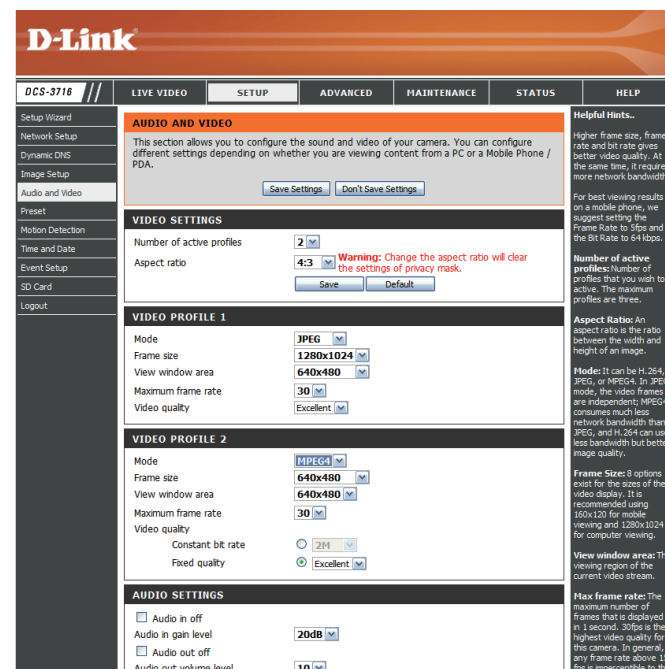 D-Link
DCS-3716 // LIVE VIDEO SETUP ADVANCED MAINTENANCE STATUS HELP
Setup Wizard
Network Setup
Dynamic DNS
Image Setup
Audio and Video
Preset
Motion Detection
Time and Date
Event Setup
SD Card
Logout
AUDIO AND VIDEO
This section allows you to configure the sound and video of your camera. You can configure
different settings depending on whether you are viewing content from a PC or a Mobile Phone /
PDA.
Save Settings Don't Save Settings
VIDEO SETTINGS
Number of active profiles 2
Aspect ratio 4:3 Warning: Change the aspect ratio will clear
the settings of privacy mask.
Save Default
VIDEO PROFILE 1
Mode JPEG
Frame size 1280x1024
View window area 640x480
Maximum frame rate 30
Video quality Excellent
VIDEO PROFILE 2
Mode MPEG4
Frame size 640x480
View window area 640x480
Maximum frame rate 30
Video quality
Constant bit rate 2M
Fixed quality Excellent
AUDIO SETTINGS
Audio in off
Audio in gain level 20dB
Audio out off
Audio out volume level 10
Helpful Hints..
Higher frame size, frame
rate and bit rate gives
better video quality. At
the same time, it require
more network bandwidth
For best viewing results
on a mobile phone, we
suggest setting the
Frame Rate to 5fps and
the Bit Rate to 64 kbps.
Number of active
profiles: Number of
profiles that you wish to
active. The maximum
profiles are three.
Aspect Ratio: An
aspect ratio is the ratio
between the width and
height of an image.
Mode: It can be H.264,
JPEG, or MPEG4. In JPEG
mode, the video frames
are independent; MPEG4
consumes much less
network bandwidth than
JPEG, and H.264 can use
less bandwidth but bette
image quality.
Frame Size: 8 options
exist for the sizes of the
video display. It is
recommended using
160x120 for mobile
viewing and 1280x1024
for computer viewing.
View window area: Th
viewing region of the
current video stream.
Max frame rate: The
maximum number of
frames that is displayed
in 1 second. 30fps is the
highest video quality for
this camera. In general,
any frame rate above 15
fps is imperceptible to th